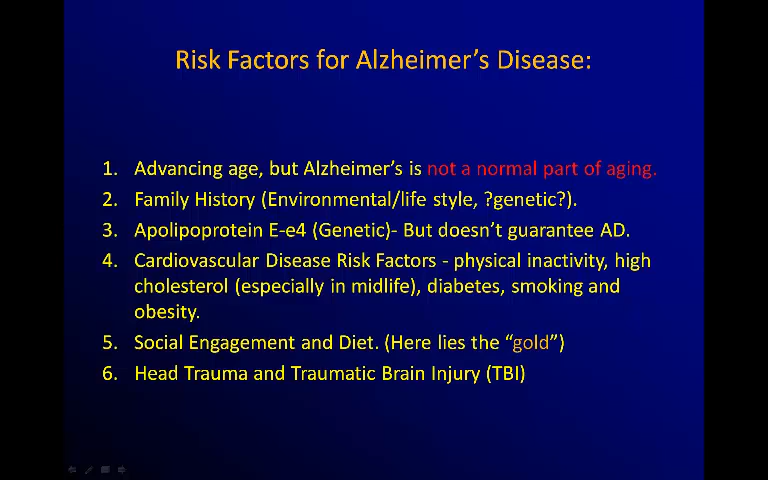 Risk Factors for Alzheimer’s Disease:
1. Advancing age, but Alzheimer’s is not a normal part of aging.
2. Family History (Environmental/life style, ?genetic?).
3. Apolipoprotein E-e4 (Genetic)- But doesn’t guarantee AD.
4. Cardiovascular Disease Risk Factors - physical inactivity, high
cholesterol (especially in midlife), diabetes, smoking and
obesity.
5. Social Engagement and Diet. (Here lies the “gold”)
6. Head Trauma and Traumatic Brain Injury (TBI)